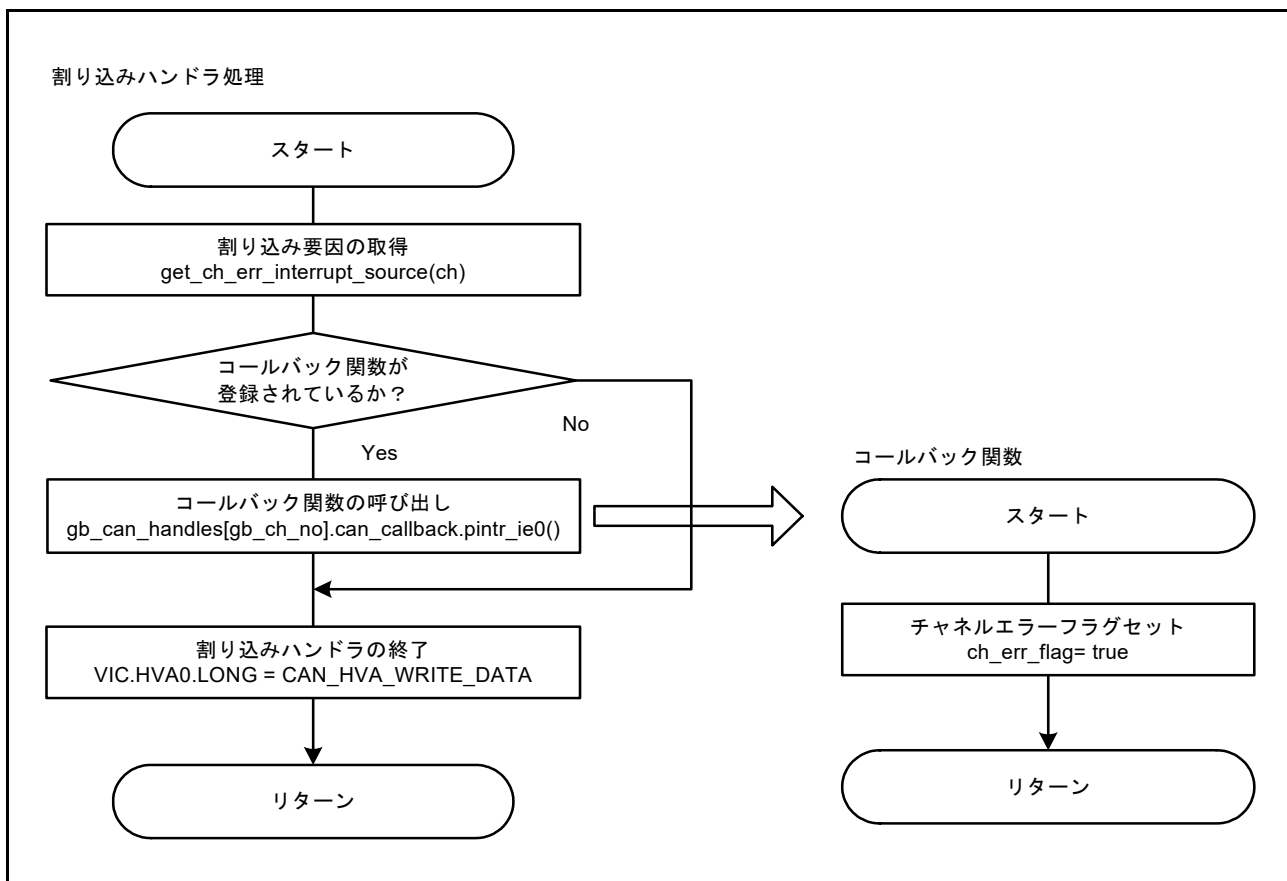 割り込みハンドラ処理
スタート
割り込み要因の取得
get_ch_err_interrupt_source(ch)
コールバック関数が
登録されているか？
No
Yes
コールバック関数の呼び出し
gb_can_handles[gb_ch_no].can_callback.pintr_ie0()
割り込みハンドラの終了
VIC.HVA0.LONG = CAN_HVA_WRITE_DATA
リターン
コールバック関数
スタート
チャネルエラーフラグセット
ch_err_flag= true
リターン